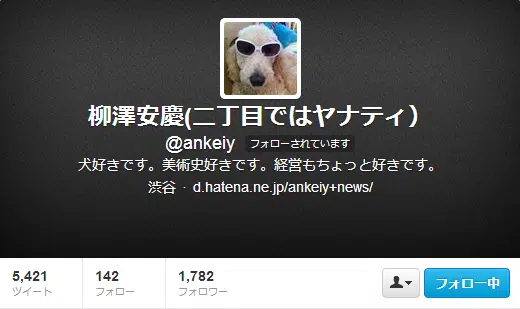 柳澤安慶(二丁目ではヤナティ）
@ankeiy フォローされています
犬好きです。美術史好きです。経営もちょっと好きです。
渋谷 · d.hatena.ne.jp/ankeiy+news/
5,421 142 1,782
ツイート フォロー フォロワー
フォロー中